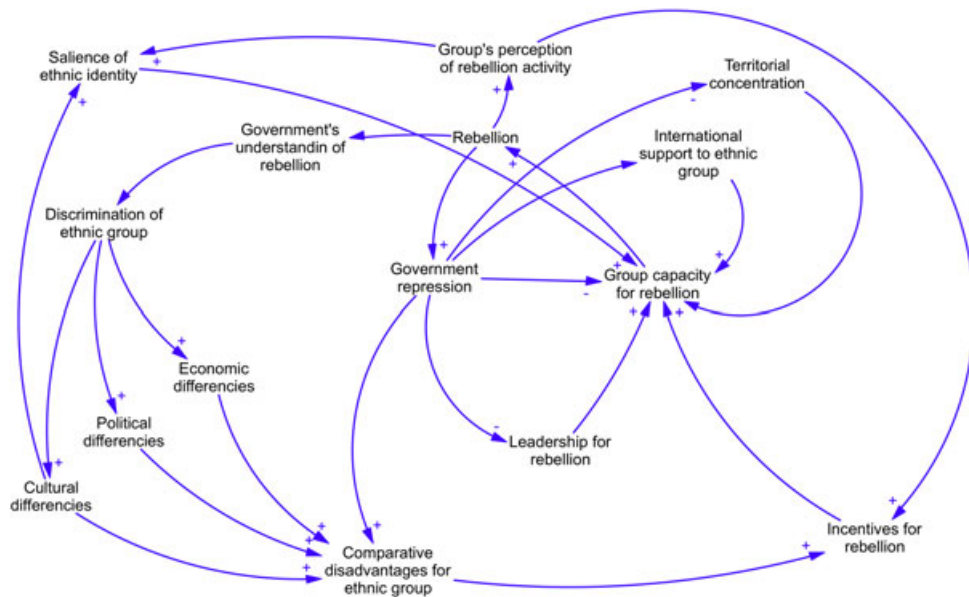 Salience of
ethnic identity
Group's perception
of rebellion activity
Territorial
concentration
Government's
understandin of
rebellion
Rebellion
International
support to ethnic
group
Discrimination of
ethnic group
Government
repression
Group capacity
for rebellion
Economic
differencies
Political
differencies
Leadership for
rebellion
Cultural
differencies
Comparative
disadvantages for
ethnic group
Incentives for
rebellion